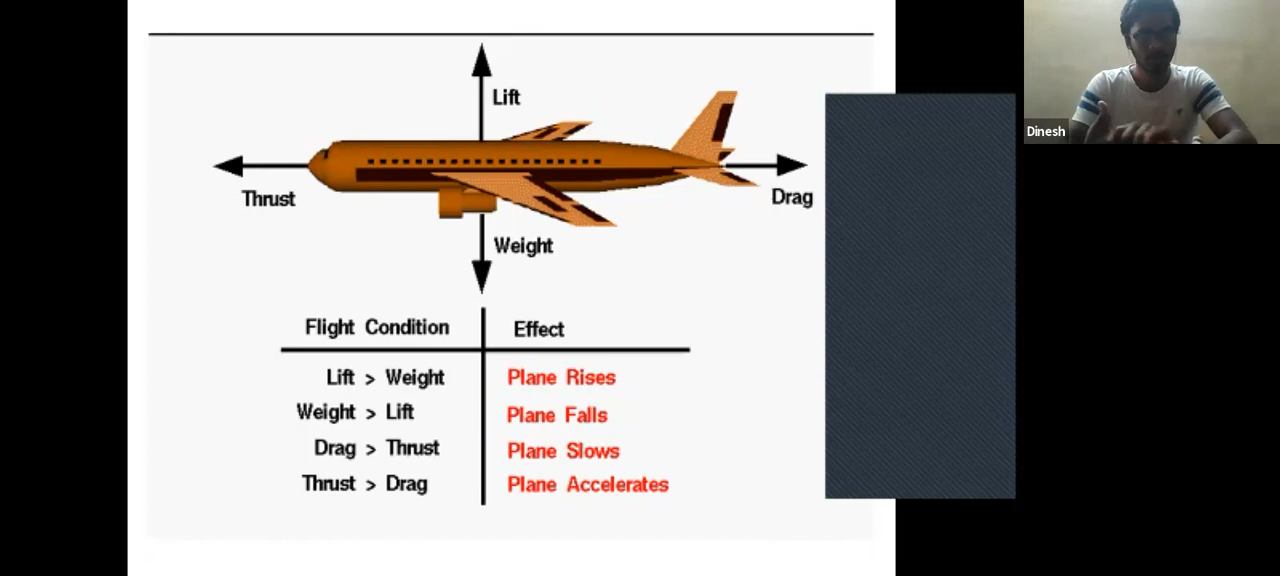 Lift
Thrust
Drag
Weight
Flight Condition Effect
Lift > Weight Plane Rises
Weight > Lift Plane Falls
Drag > Thrust Plane Slows
Thrust > Drag Plane Accelerates
Dinesh